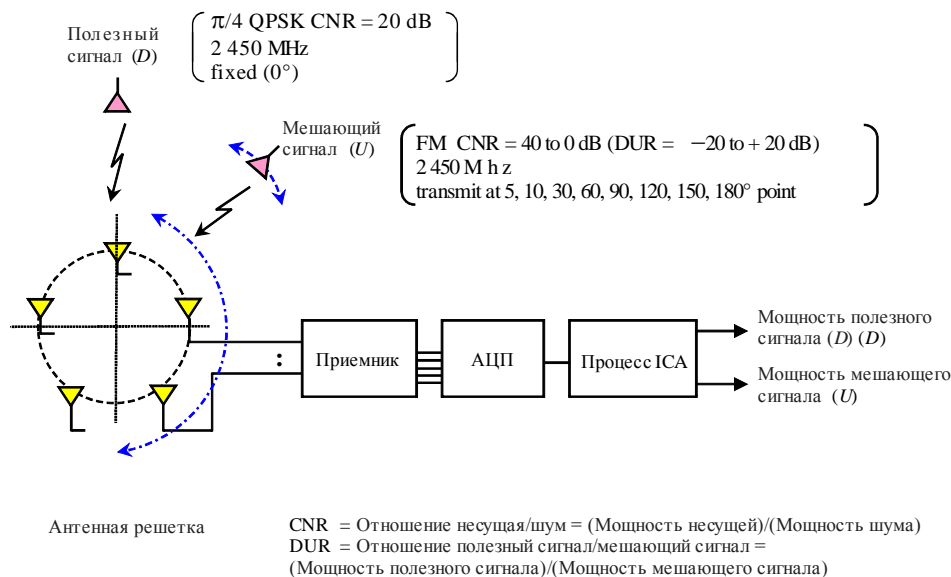 Полезный
сигнал (D)
π/4 QPSK CNR = 20 dB
2 450 MHz
fixed (0°)
Мешающий
сигнал (U)
FM CNR = 40 to 0 dB (DUR = −20 to + 20 dB)
2 450 M h z
transmit at 5, 10, 30, 60, 90, 120, 150, 180° point
Приемник
АЦП
Процесс ICA
Мощность полезного
сигнала (D) (D)
Мощность мешающего
сигнала (U)
Антенная решетка
CNR = Отношение несущая/шум = (Мощность несущей)/(Мощность шума)
DUR = Отношение полезный сигнал/мешающий сигнал =
(Мощность полезного сигнала)/(Мощность мешающего сигнала)